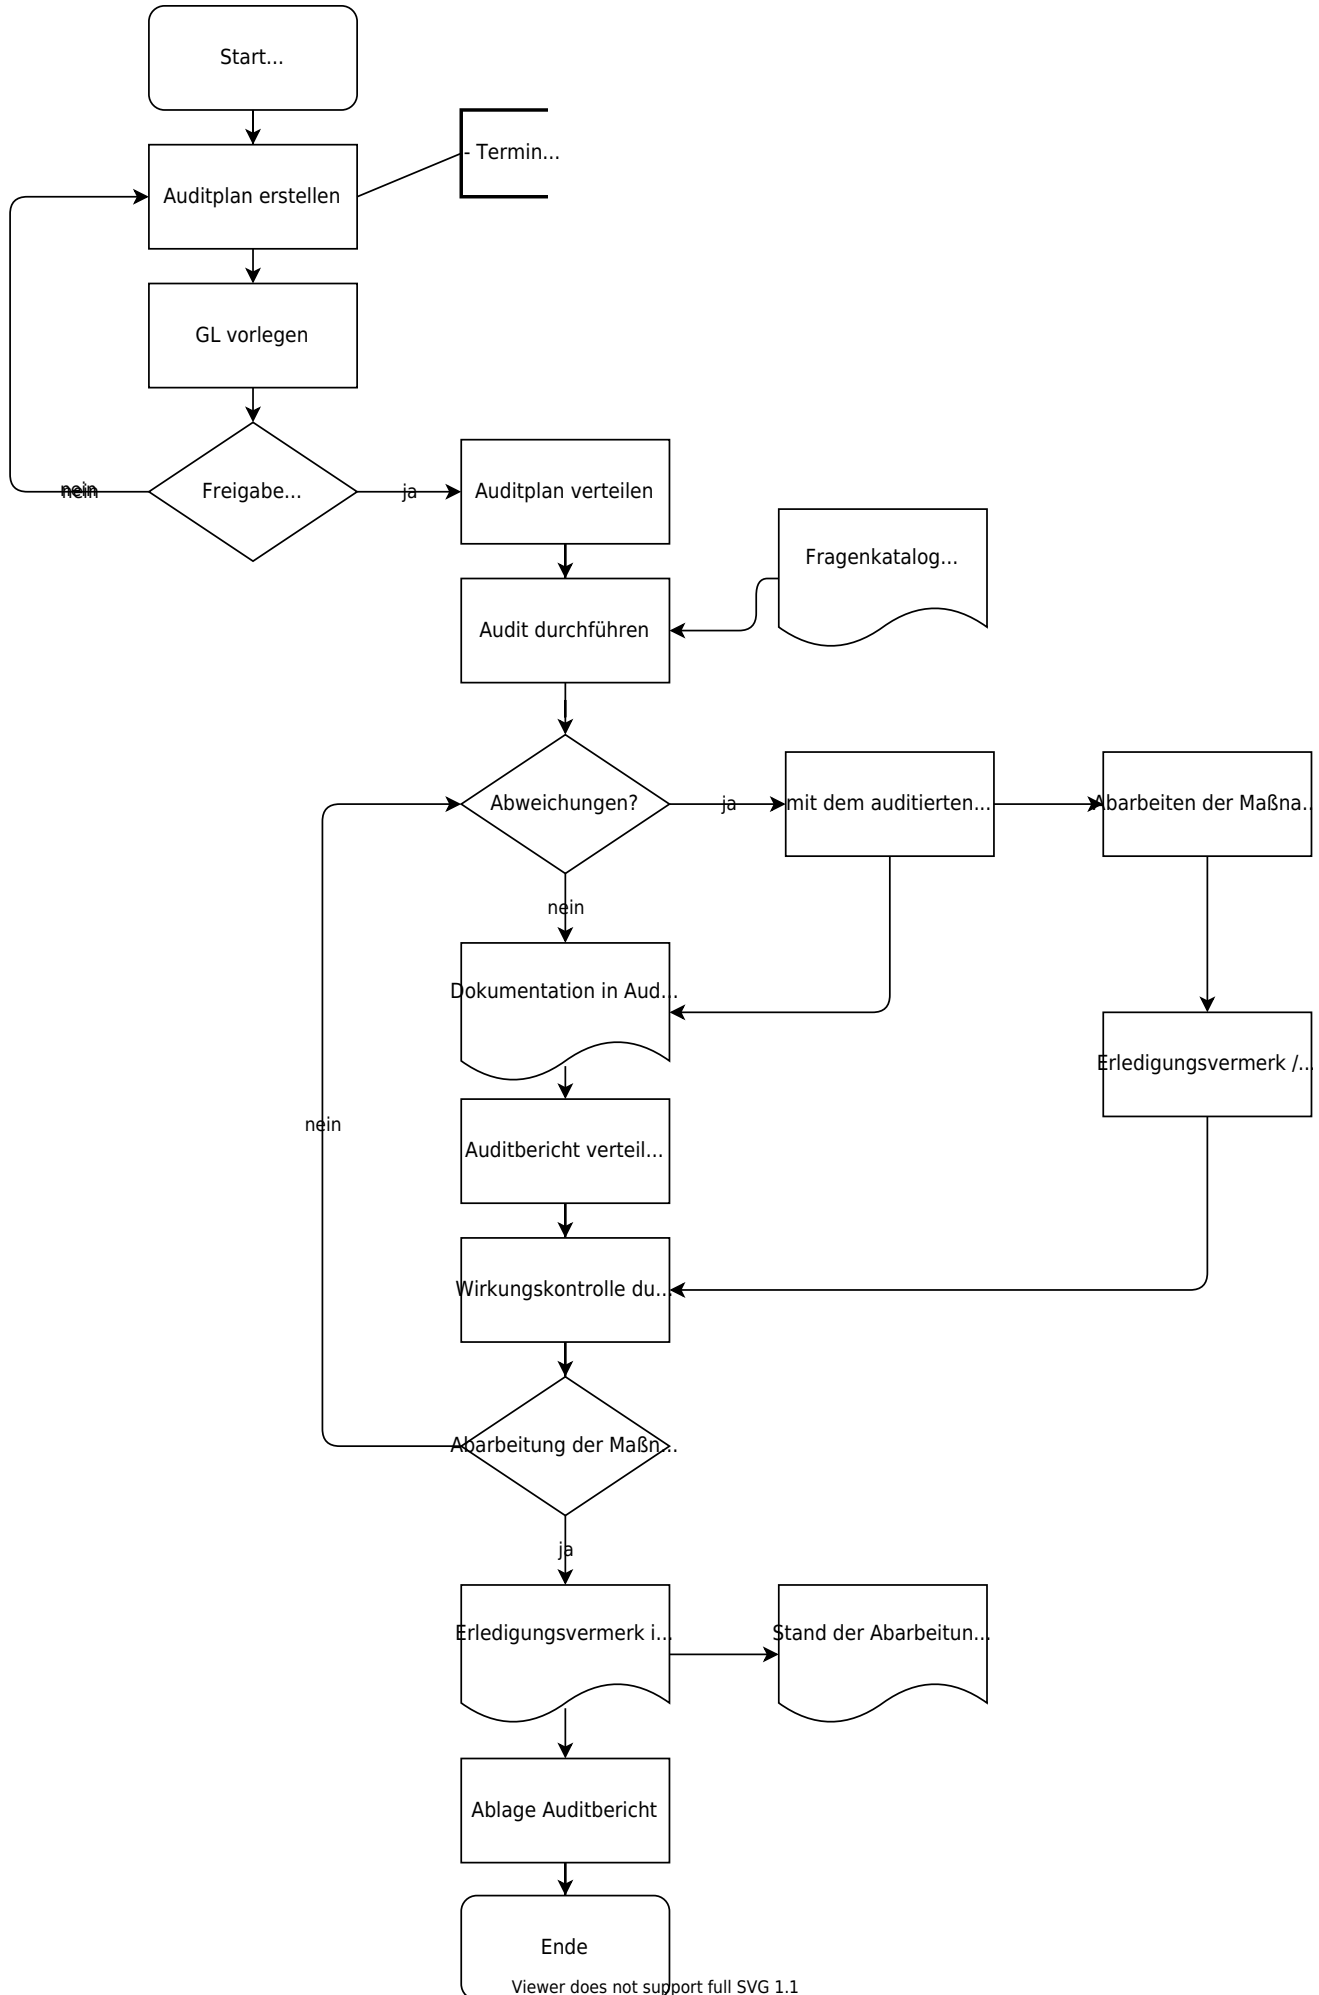 Start...
- Termin...
Auditplan erstellen
GL vorlegen
Freigabe...
nein
nein
ja
Auditplan verteilen
Fragenkatalog...
Audit durchführen
Abweichungen?
ja
mit dem auditierten...
Abarbeiten der Maßna...
nein
Dokumentation in Aud...
Erledigungsvermerk /...
nein
Auditbericht verteil...
Wirkungskontrolle du...
Abarbeitung der Maßn...
ja
Erledigungsvermerk i...
Stand der Abarbeitun...
Ablage Auditbericht
Ende
Viewer does not support full SVG 1.1